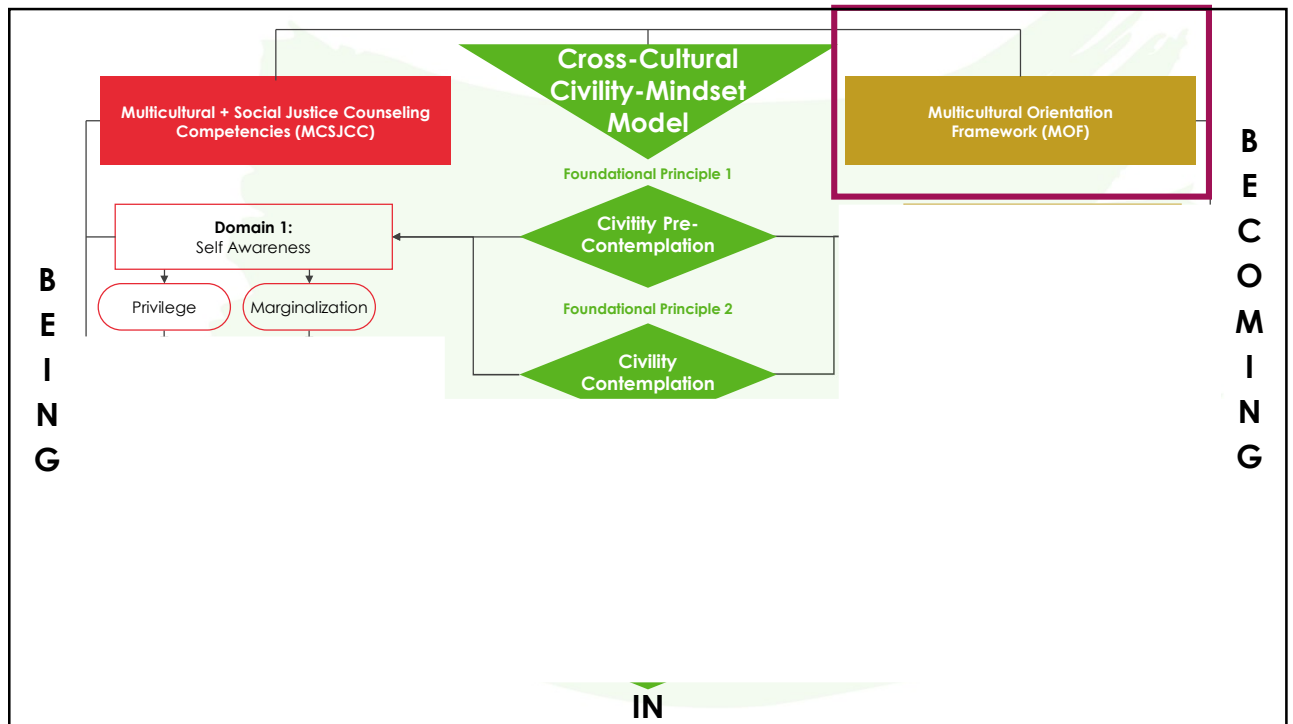 Cross-Cultural
Civility-Mindset
Model
Multicultural + Social Justice Counseling
Competencies (MCSJCC)
Multicultural Orientation
Framework (MOF)
Foundational Principle 1
Civitity Pre-
Contemplation
Domain 1:
Self Awareness
Privilege
Marginalization
Foundational Principle 2
Civility
Contemplation
B
E
I
N
G
B
E
C
O
M
I
N
G
IN